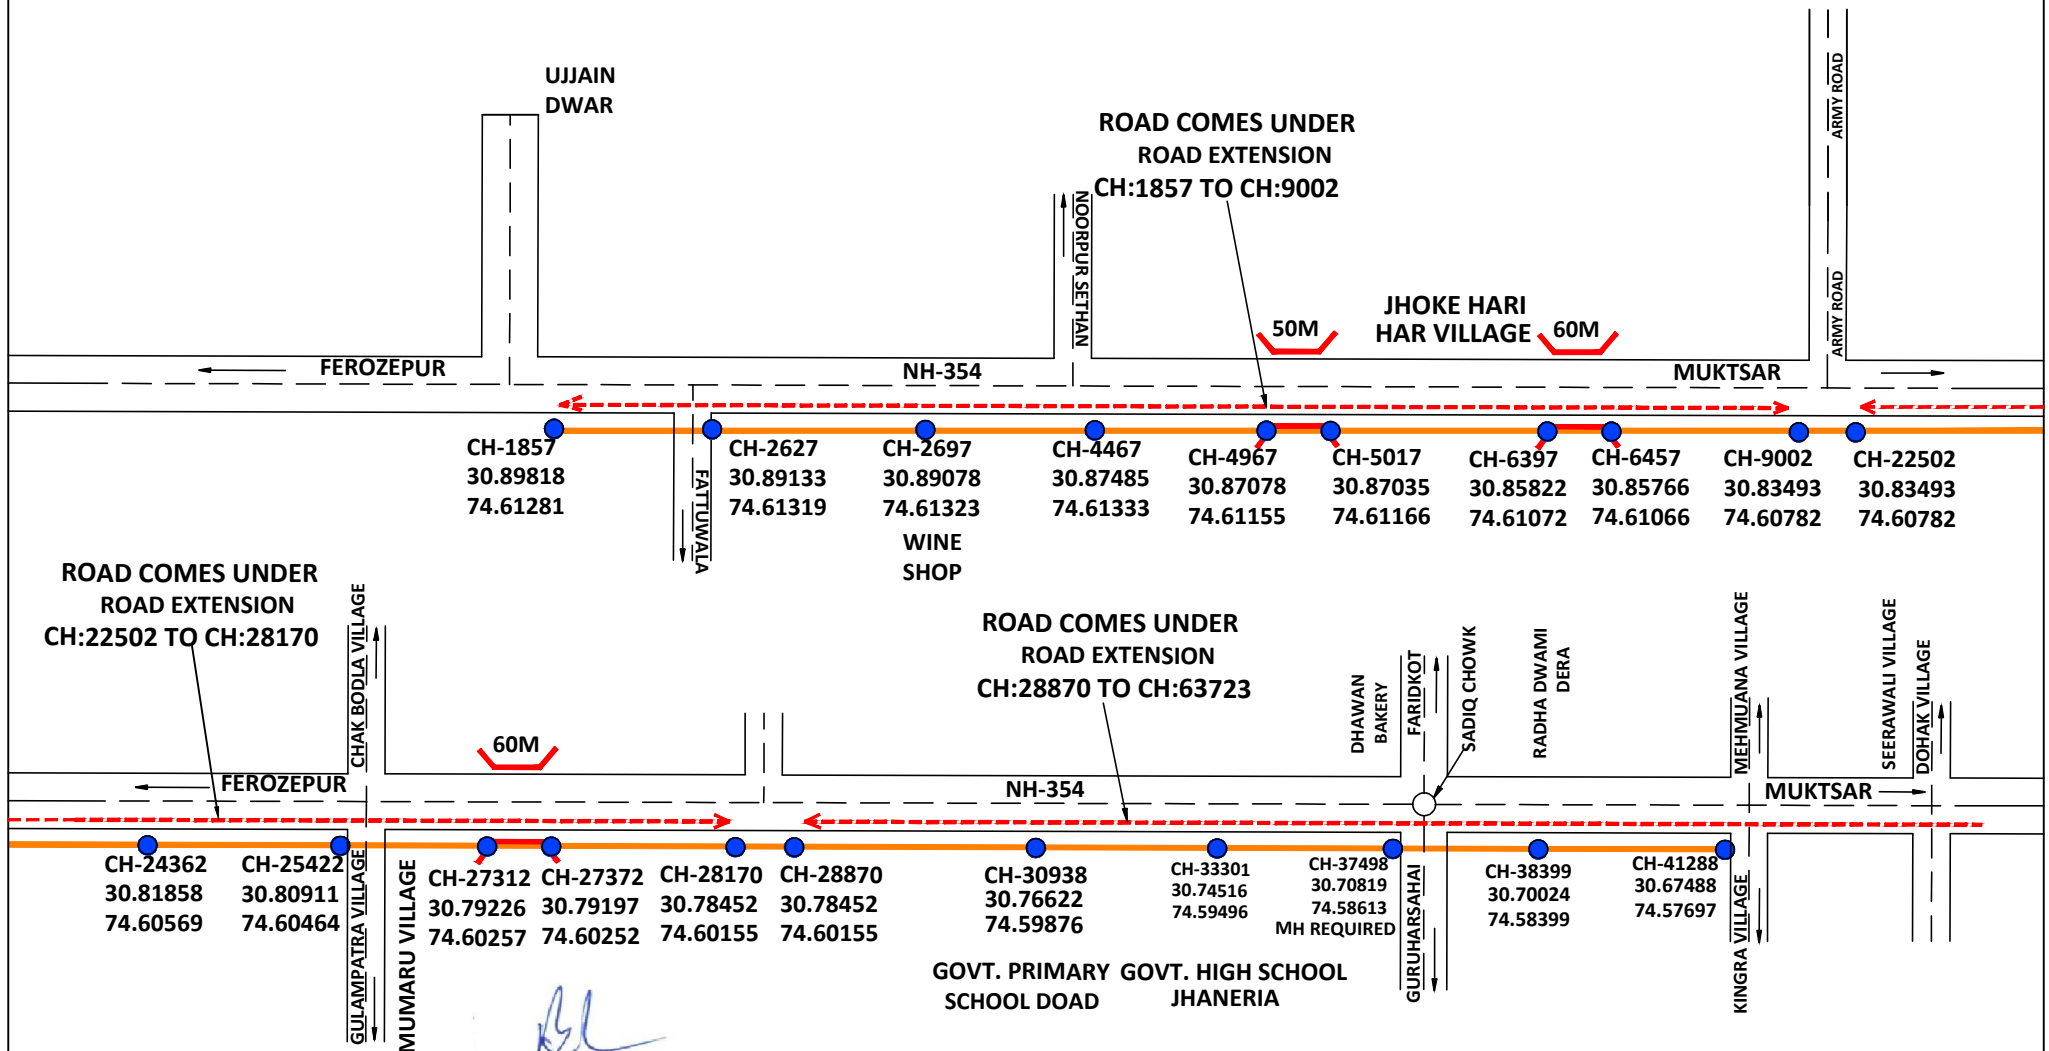 UJJAIN
DWAR
ROAD COMES UNDER
ROAD EXTENSION
CH:1857 TO CH:9002
ARMY ROAD
ARMY ROAD
NOORPUR SETHAN
50M
JHOKE HARI
HAR VILLAGE
60M
FEROZEPUR
NH-354
MUKTSAR
CH-1857
30.89818
74.61281
FATTUWALA
CH-2627
30.89133
74.61319
CH-2697
30.89078
74.61323
WINE
SHOP
CH-4467
30.87485
74.61333
CH-4967
30.87078
74.61155
CH-5017
30.87035
74.61166
CH-6397
30.85822
74.61072
CH-6457
30.85766
74.61066
CH-9002
30.83493
74.60782
CH-22502
30.83493
74.60782
ROAD COMES UNDER
ROAD EXTENSION
CH:22502 TO CH:28170
CHAK BODLA VILLAGE
60M
ROAD COMES UNDER
ROAD EXTENSION
CH:28870 TO CH:63723
DHAWAN
BAKERY
FARIDKOT
SADIQ CHOWK
RADHA DWAMI
DERA
MEHMUANA VILLAGE
SEERAWALI VILLAGE
DOHAK VILLAGE
FEROZEPUR
NH-354
MUKTSAR
CH-24362
30.81858
74.60569
CH-25422
30.80911
74.60464
GULAMPATRA VILLAGE
MUMARU VILLAGE
CH-27312
30.79226
74.60257
CH-27372
30.79197
74.60252
CH-28170
30.78452
74.60155
CH-28870
30.78452
74.60155
CH-30938
30.76622
74.59876
CH-33301
30.74516
74.59496
CH-37498
30.70819
74.58613
MH REQUIRED
GURUHARSAHAI
CH-38399
30.70024
74.58399
CH-41288
30.67488
74.57697
KINGRA VILLAGE
GOVT. PRIMARY
SCHOOL DOAD
GOVT. HIGH SCHOOL
JHANERIA